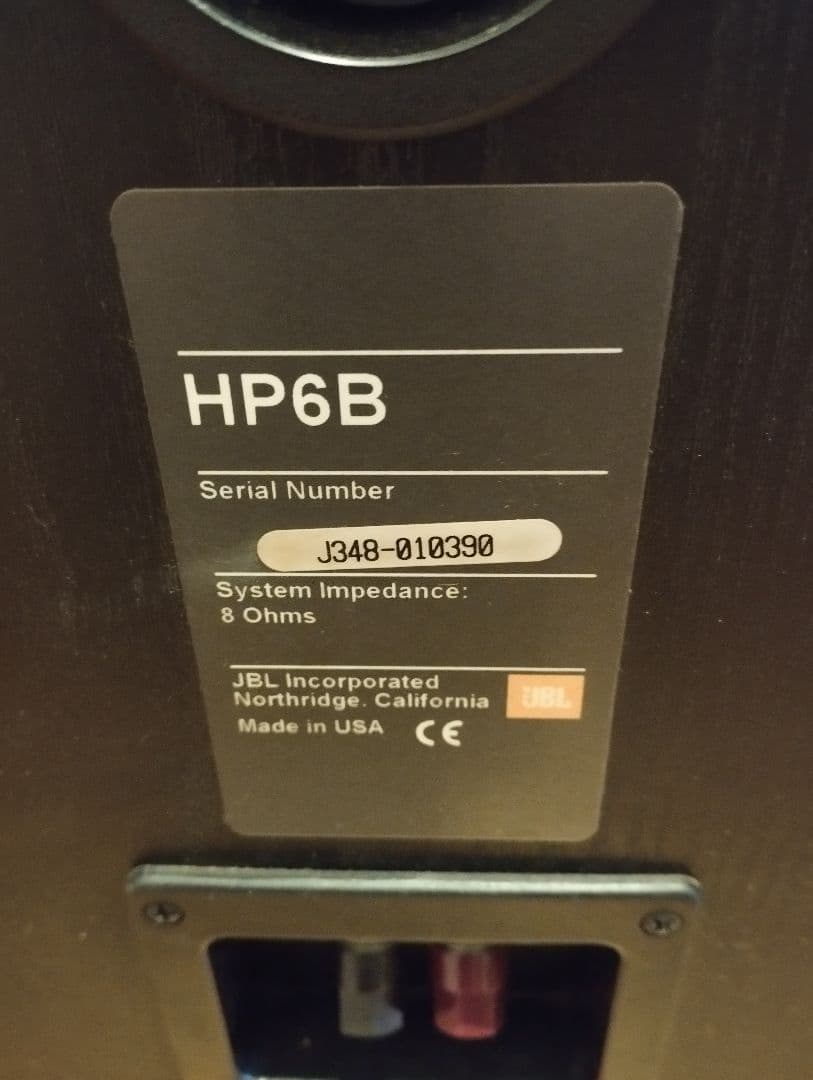 HP6B
Serial Number
J348-010390
System Impedance:
8 Ohms
JBL Incorporated
Northridge. California
JBL
Made in USA CE